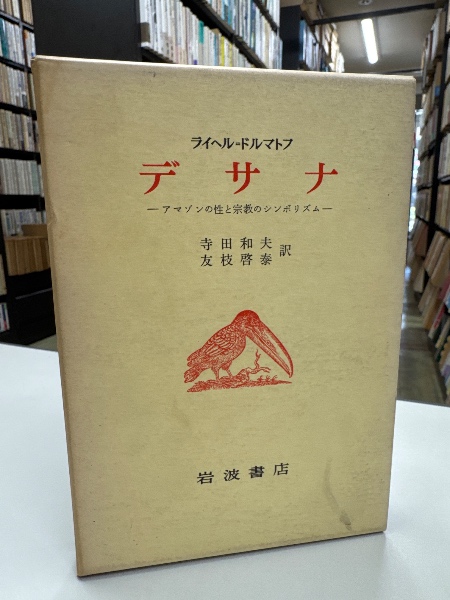 ライヘル=ドルマトフ
デサナ
―アマゾンの性と宗教のシンボリズム―
寺田和夫
友枝啓泰 訳
岩波書店